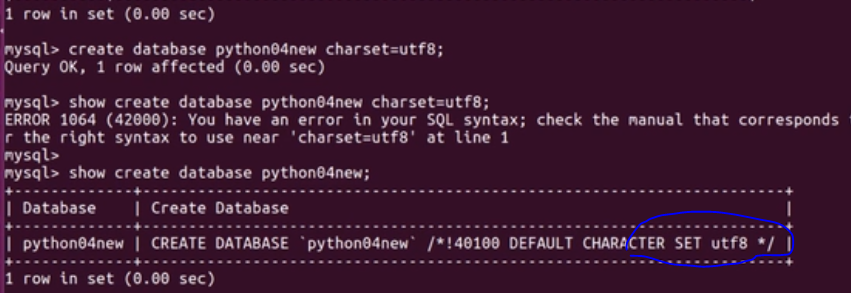 1 row in set (0.00 sec)
mysql> create database python04new charset=utf8;
Query OK, 1 row affected (0.00 sec)
mysql> show create database python04new charset=utf8;
ERROR 1064 (42000): You have an error in your SQL syntax; check the manual that corresponds
r the right syntax to use near 'charset=utf8' at line 1
mysql>
mysql> show create database python04new;
+-------------+----------------------------------------------------------------------+
| Database | Create Database |
+-------------+----------------------------------------------------------------------+
| python04new | CREATE DATABASE `python04new` /*!40100 DEFAULT CHARACTER SET utf8 */ |
+-------------+----------------------------------------------------------------------+
1 row in set (0.00 sec)